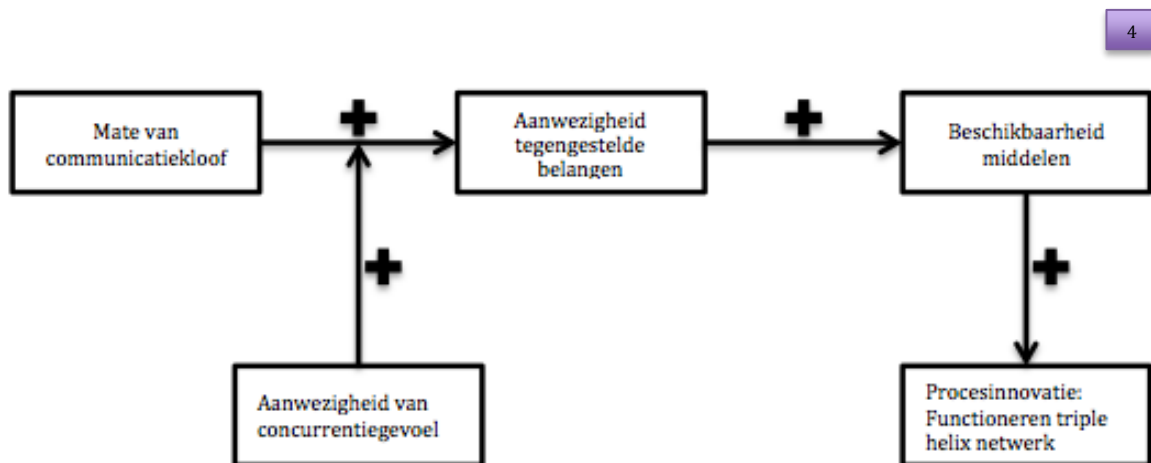 4
Mate van
communicatiekloof
Aanwezigheid
tegengestelde
belangen
Beschikbaarheid
middelen
Aanwezigheid van
concurrentiegevoel
Procesinnovatie:
Functioneren triple
helix netwerk